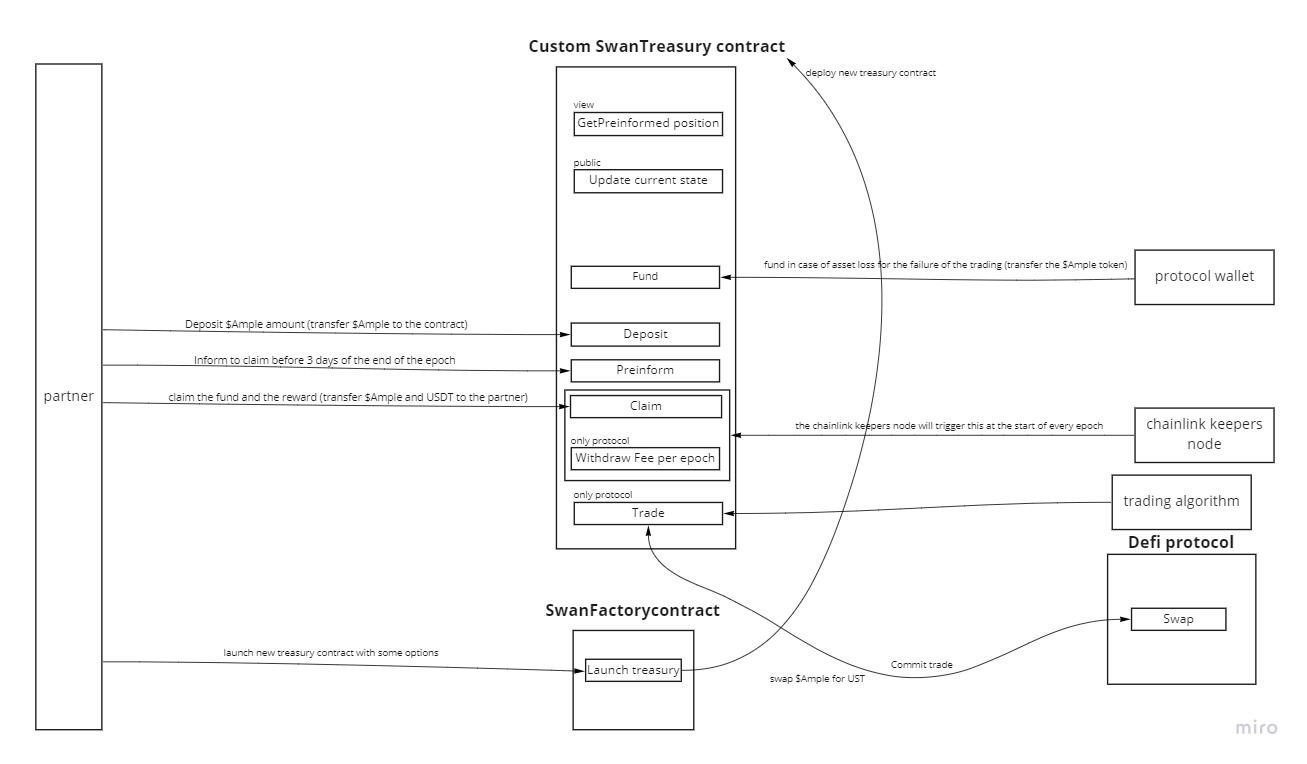 Custom SwanTreasury contract
deploy new treasury contract
view
GetPreinformed position
public
Update current state
fund in case of asset loss for the failure of the trading (transfer the $Ample token)
Fund
protocol wallet
Deposit $Ample amount (transfer $Ample to the contract)
Deposit
Inform to claim before 3 days of the end of the epoch
Preinform
partner
claim the fund and the reward (transfer $Ample and USDT to the partner)
Claim
the chainlink keepers node will trigger this at the start of every epoch
chainlink keepers
node
only protocol
Withdraw Fee per epoch
only protocol
Trade
trading algorithm
Defi protocol
Swap
SwanFactorycontract
launch new treasury contract with some options
Launch treasury
Commit trade
swap $Ample for UST
miro